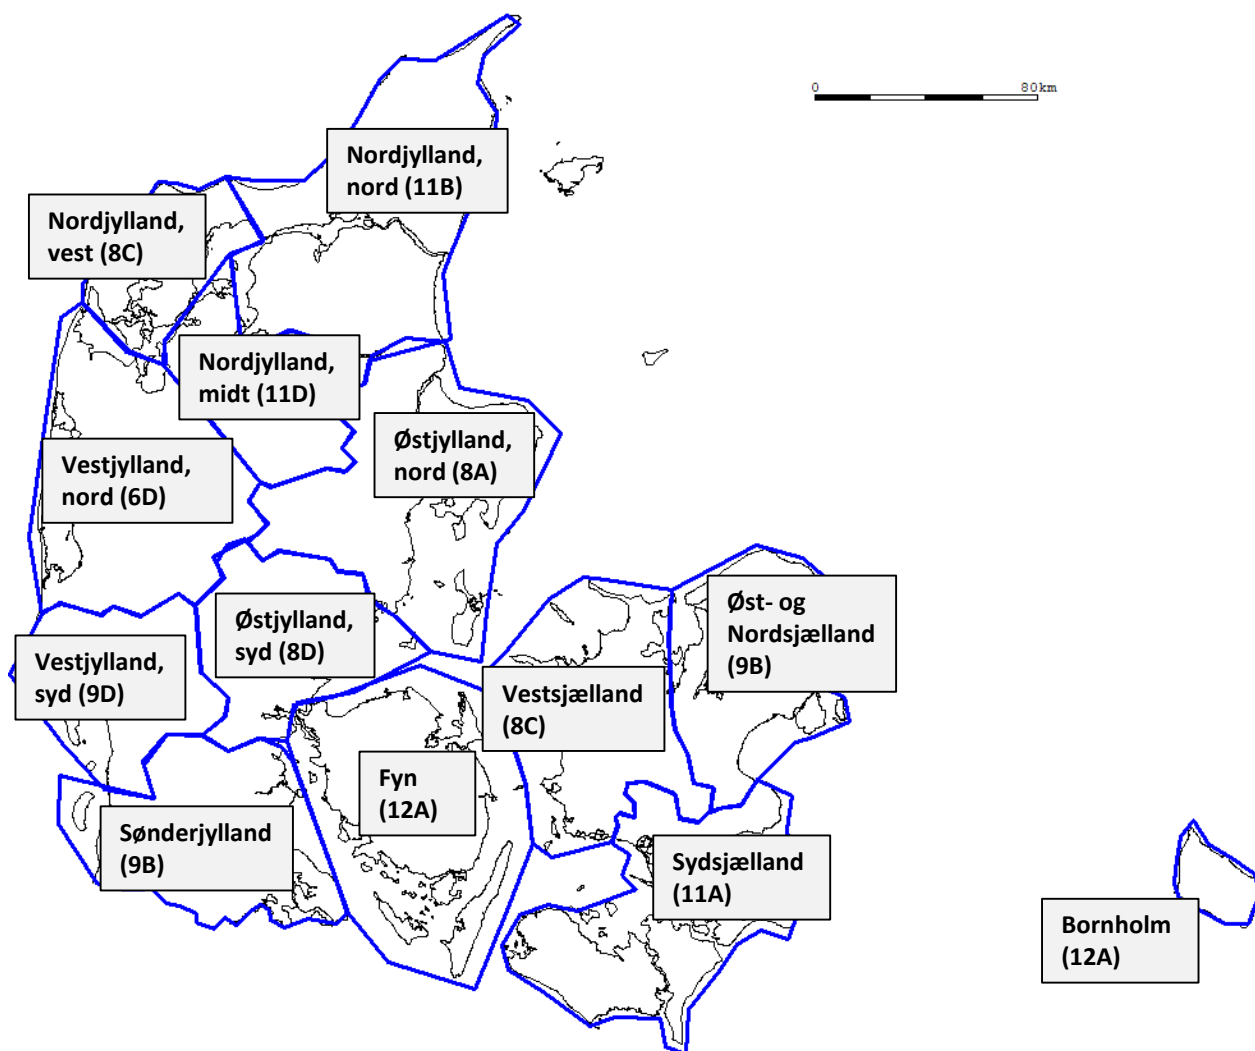 0 80km
Nordjylland,
nord (11B)
Nordjylland,
vest (8C)
Nordjylland,
midt (11D)
Østjylland,
nord (8A)
Vestjylland,
nord (6D)
Øst- og
Nordsjælland
(9B)
Østjylland,
syd (8D)
Vestjylland,
syd (9D)
Vestsjælland
(8C)
Fyn
(12A)
Sønderjylland
(9B)
Sydsjælland
(11A)
Bornholm
(12A)